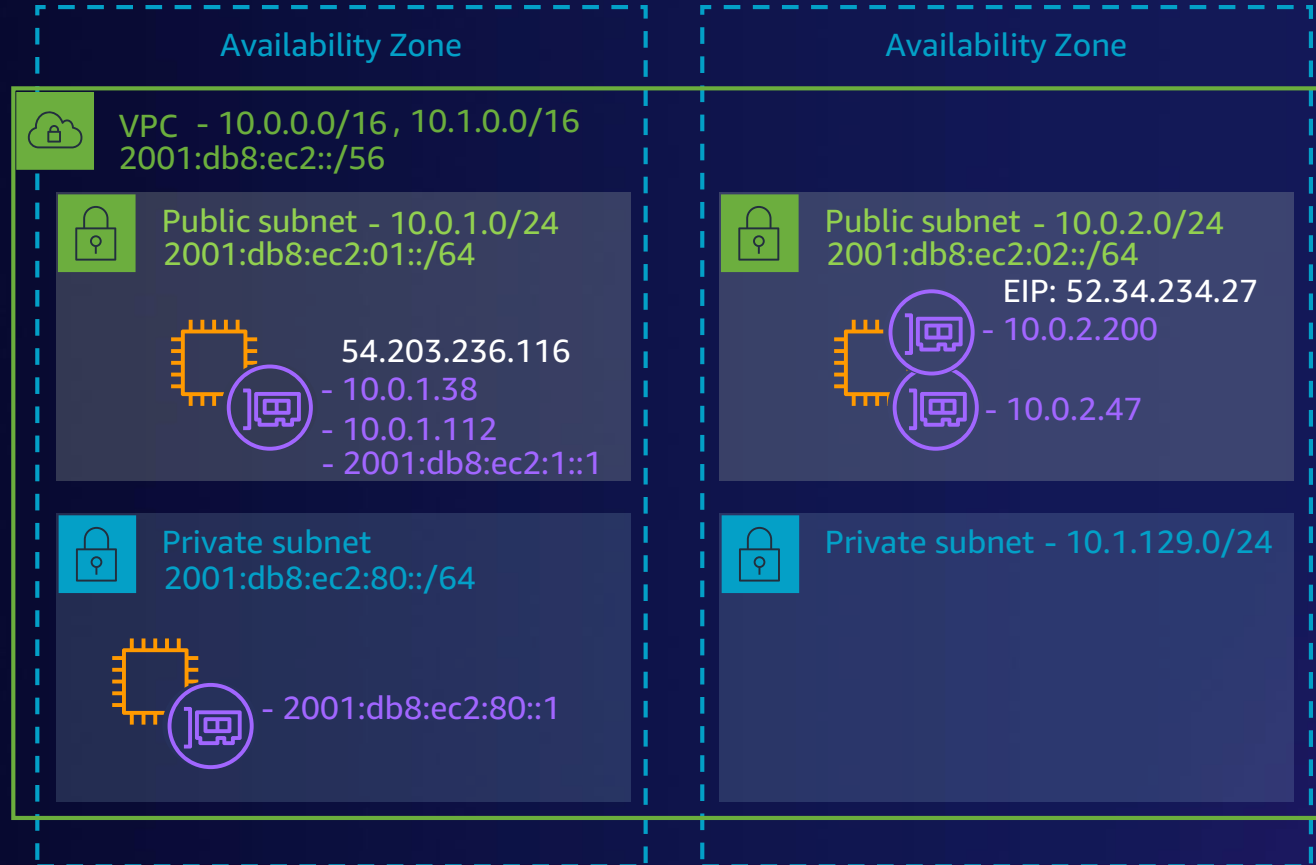 Availability Zone
Availability Zone
VPC - 10.0.0.0/16, 10.1.0.0/16
2001:db8:ec2::/56
Public subnet - 10.0.1.0/24
2001:db8:ec2:01::/64
54.203.236.116
- 10.0.1.38
- 10.0.1.112
- 2001:db8:ec2:1::1
Public subnet - 10.0.2.0/24
2001:db8:ec2:02::/64
EIP: 52.34.234.27
- 10.0.2.200
- 10.0.2.47
Private subnet
2001:db8:ec2:80::/64
- 2001:db8:ec2:80::1
Private subnet - 10.1.129.0/24